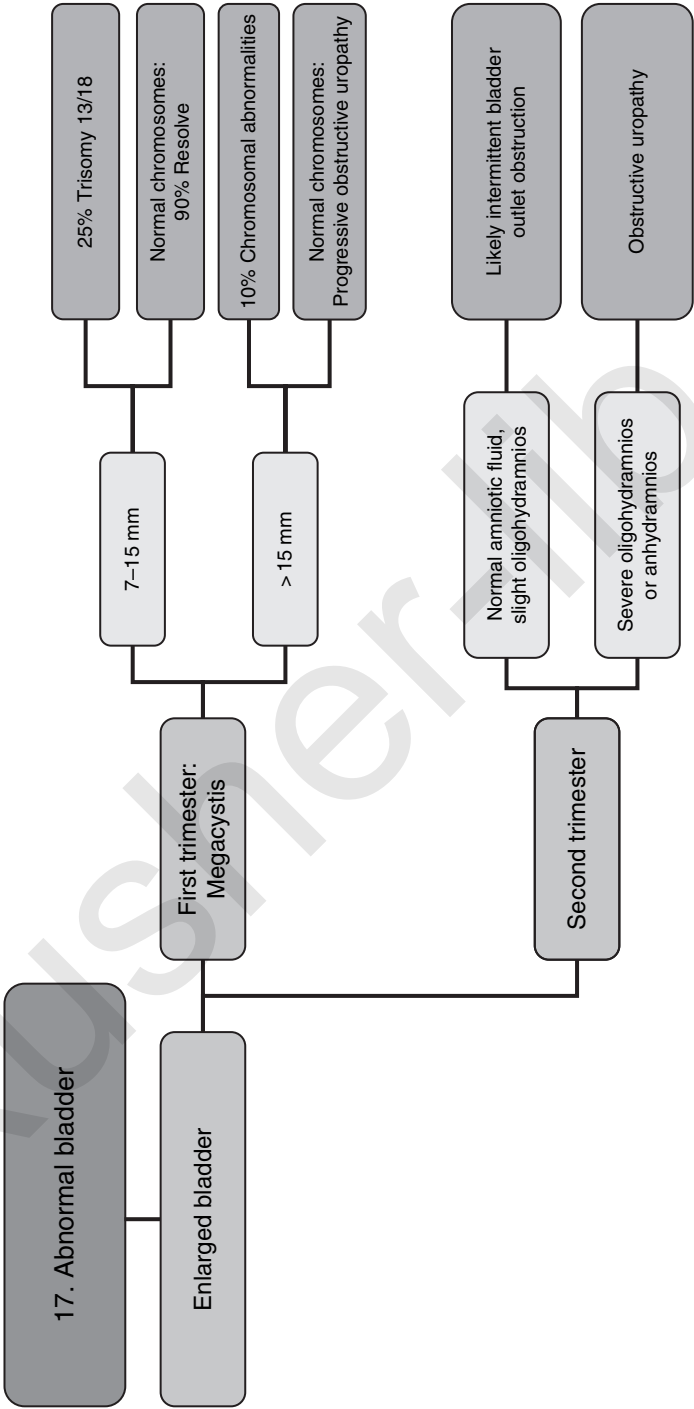 17. Abnormal bladder
Enlarged bladder
First trimester:
Megacystis
7–15 mm
25% Trisomy 13/18
Normal chromosomes:
90% Resolve
> 15 mm
10% Chromosomal abnormalities
Normal chromosomes:
Progressive obstructive uropathy
Second trimester
Normal amniotic fluid,
slight oligohydramnios
Likely intermittent bladder
outlet obstruction
Severe oligohydramnios
or anhydramnios
Obstructive uropathy
usher-lib